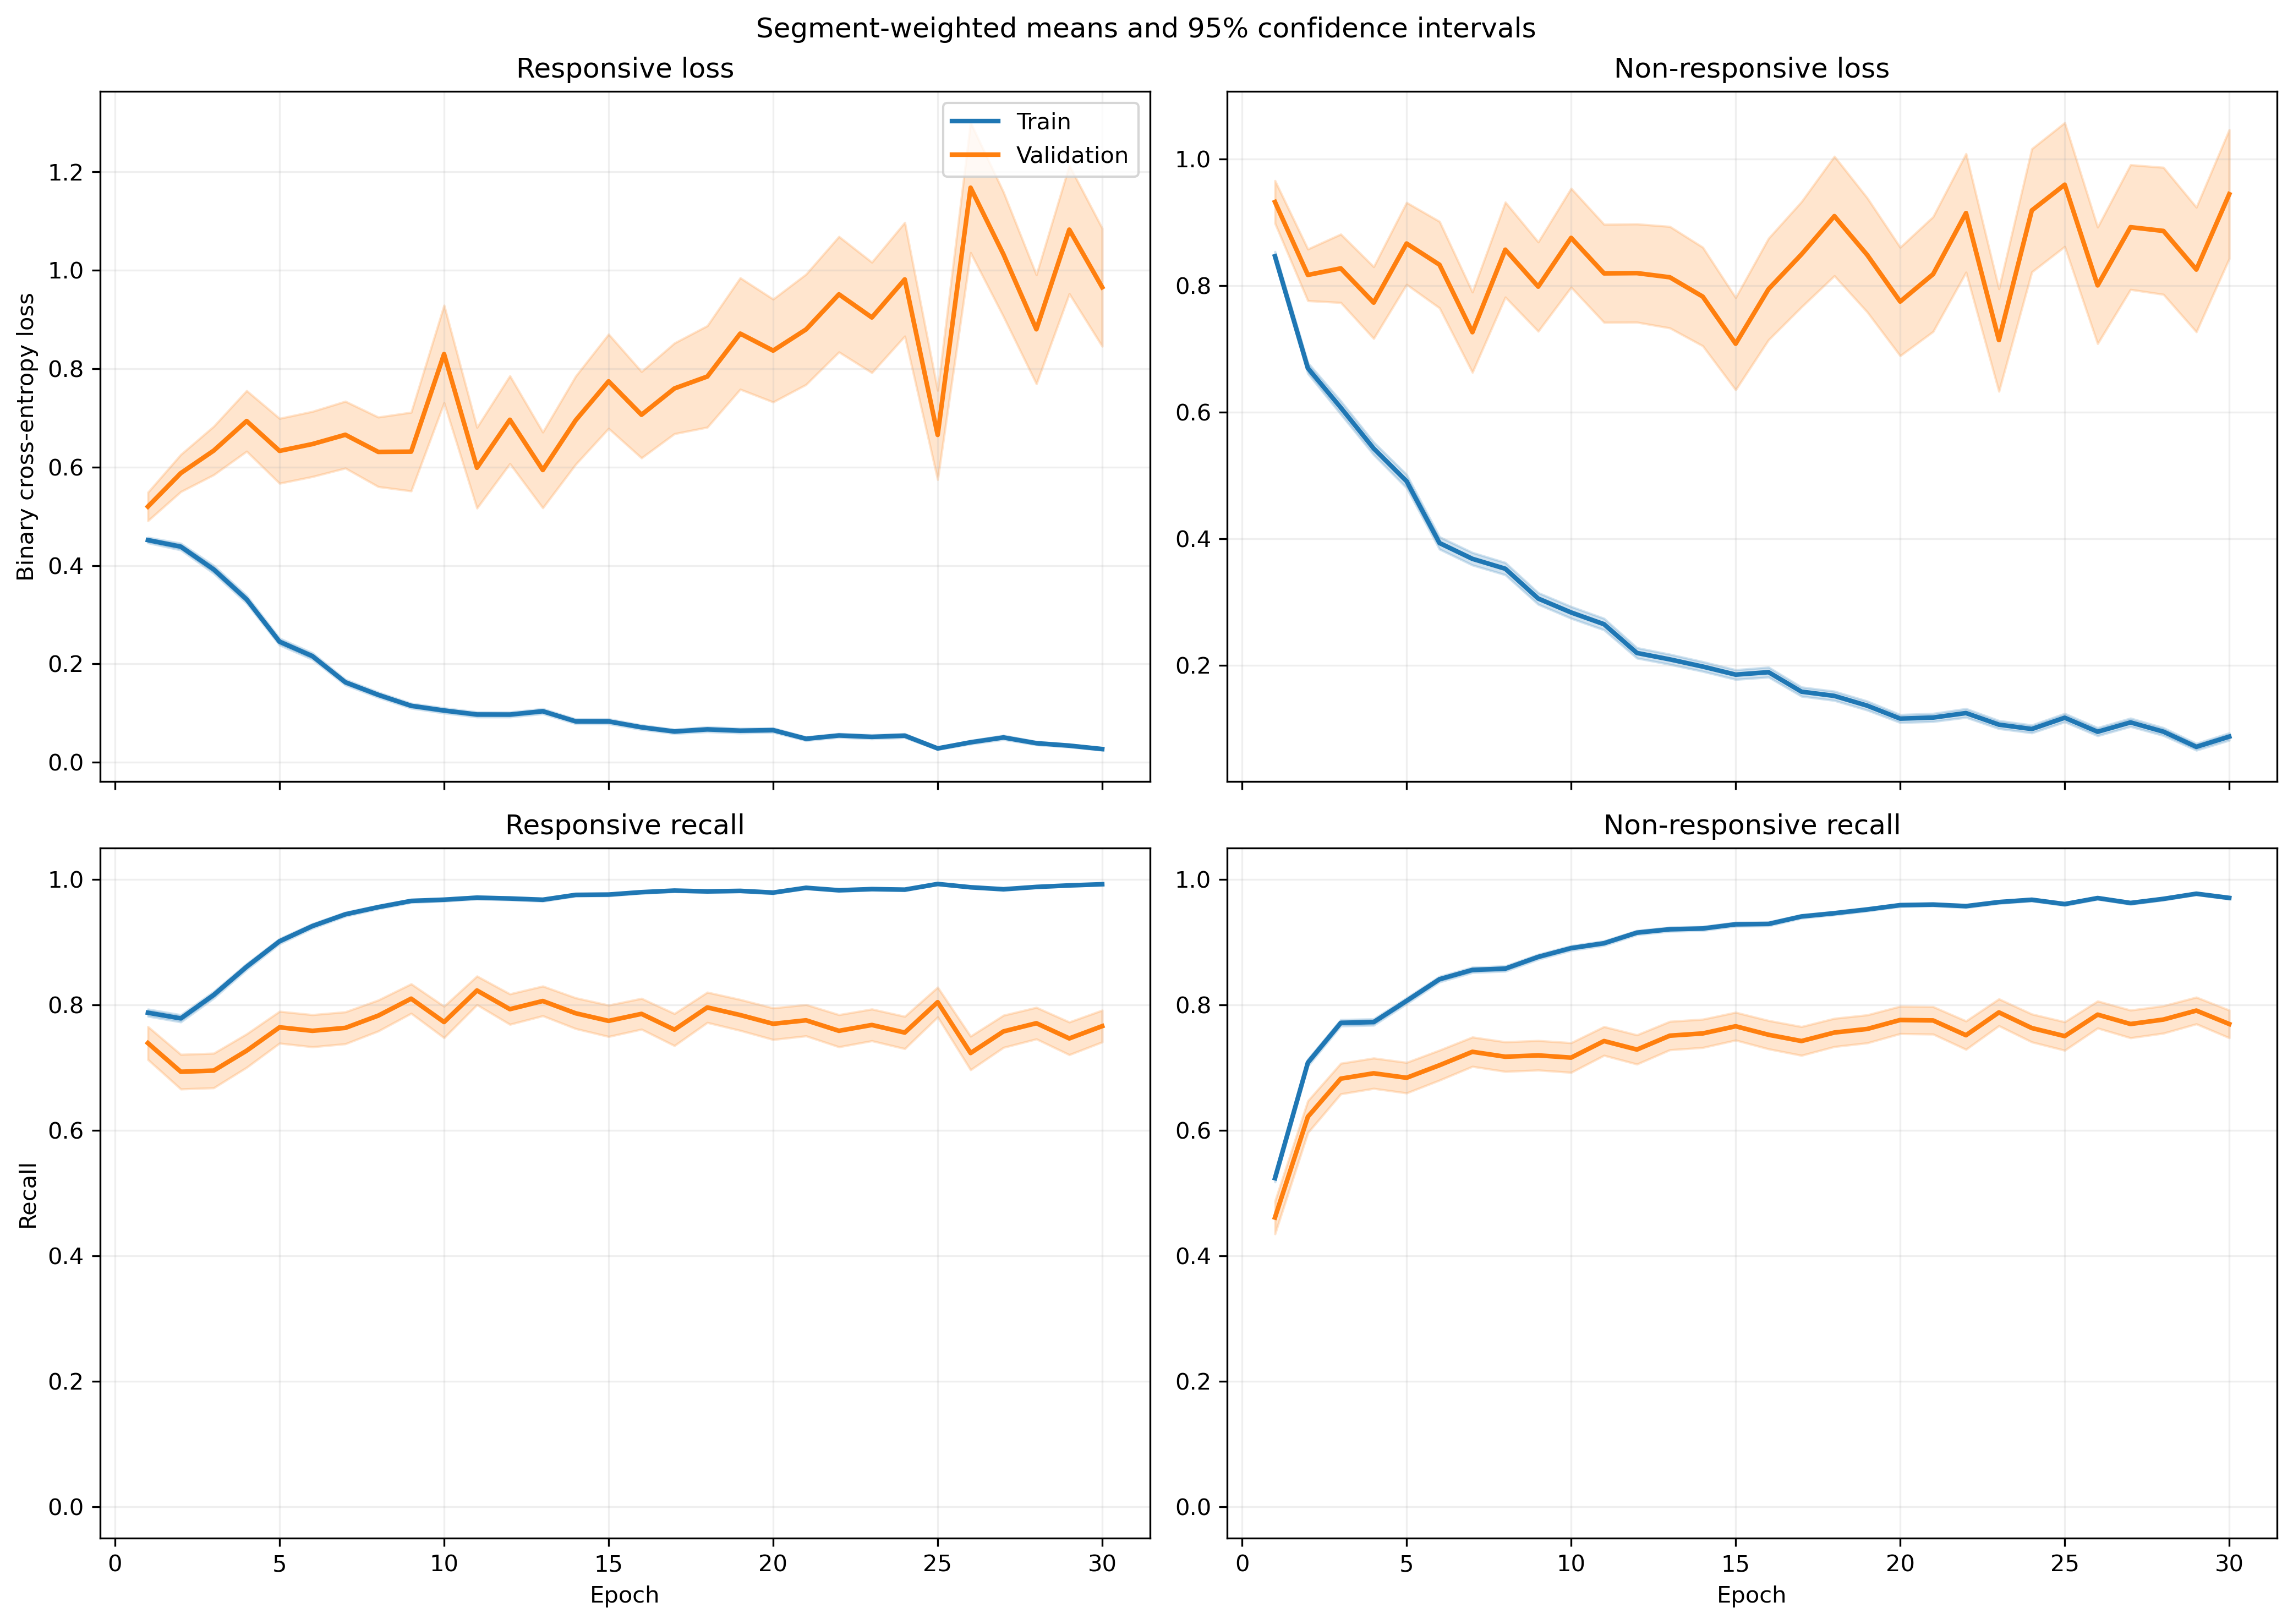 Segment-weighted means and 95% confidence intervals
Responsive loss
Non-responsive loss
Train
Validation
Binary cross-entropy loss
1.2
1.0
0.8
0.6
0.4
0.2
0.0
1.0
0.8
0.6
0.4
0.2
Responsive recall
Non-responsive recall
Recall
1.0
0.8
0.6
0.4
0.2
0.0
1.0
0.8
0.6
0.4
0.2
0.0
0 5 10 15 20 25 30
0 5 10 15 20 25 30
Epoch
Epoch